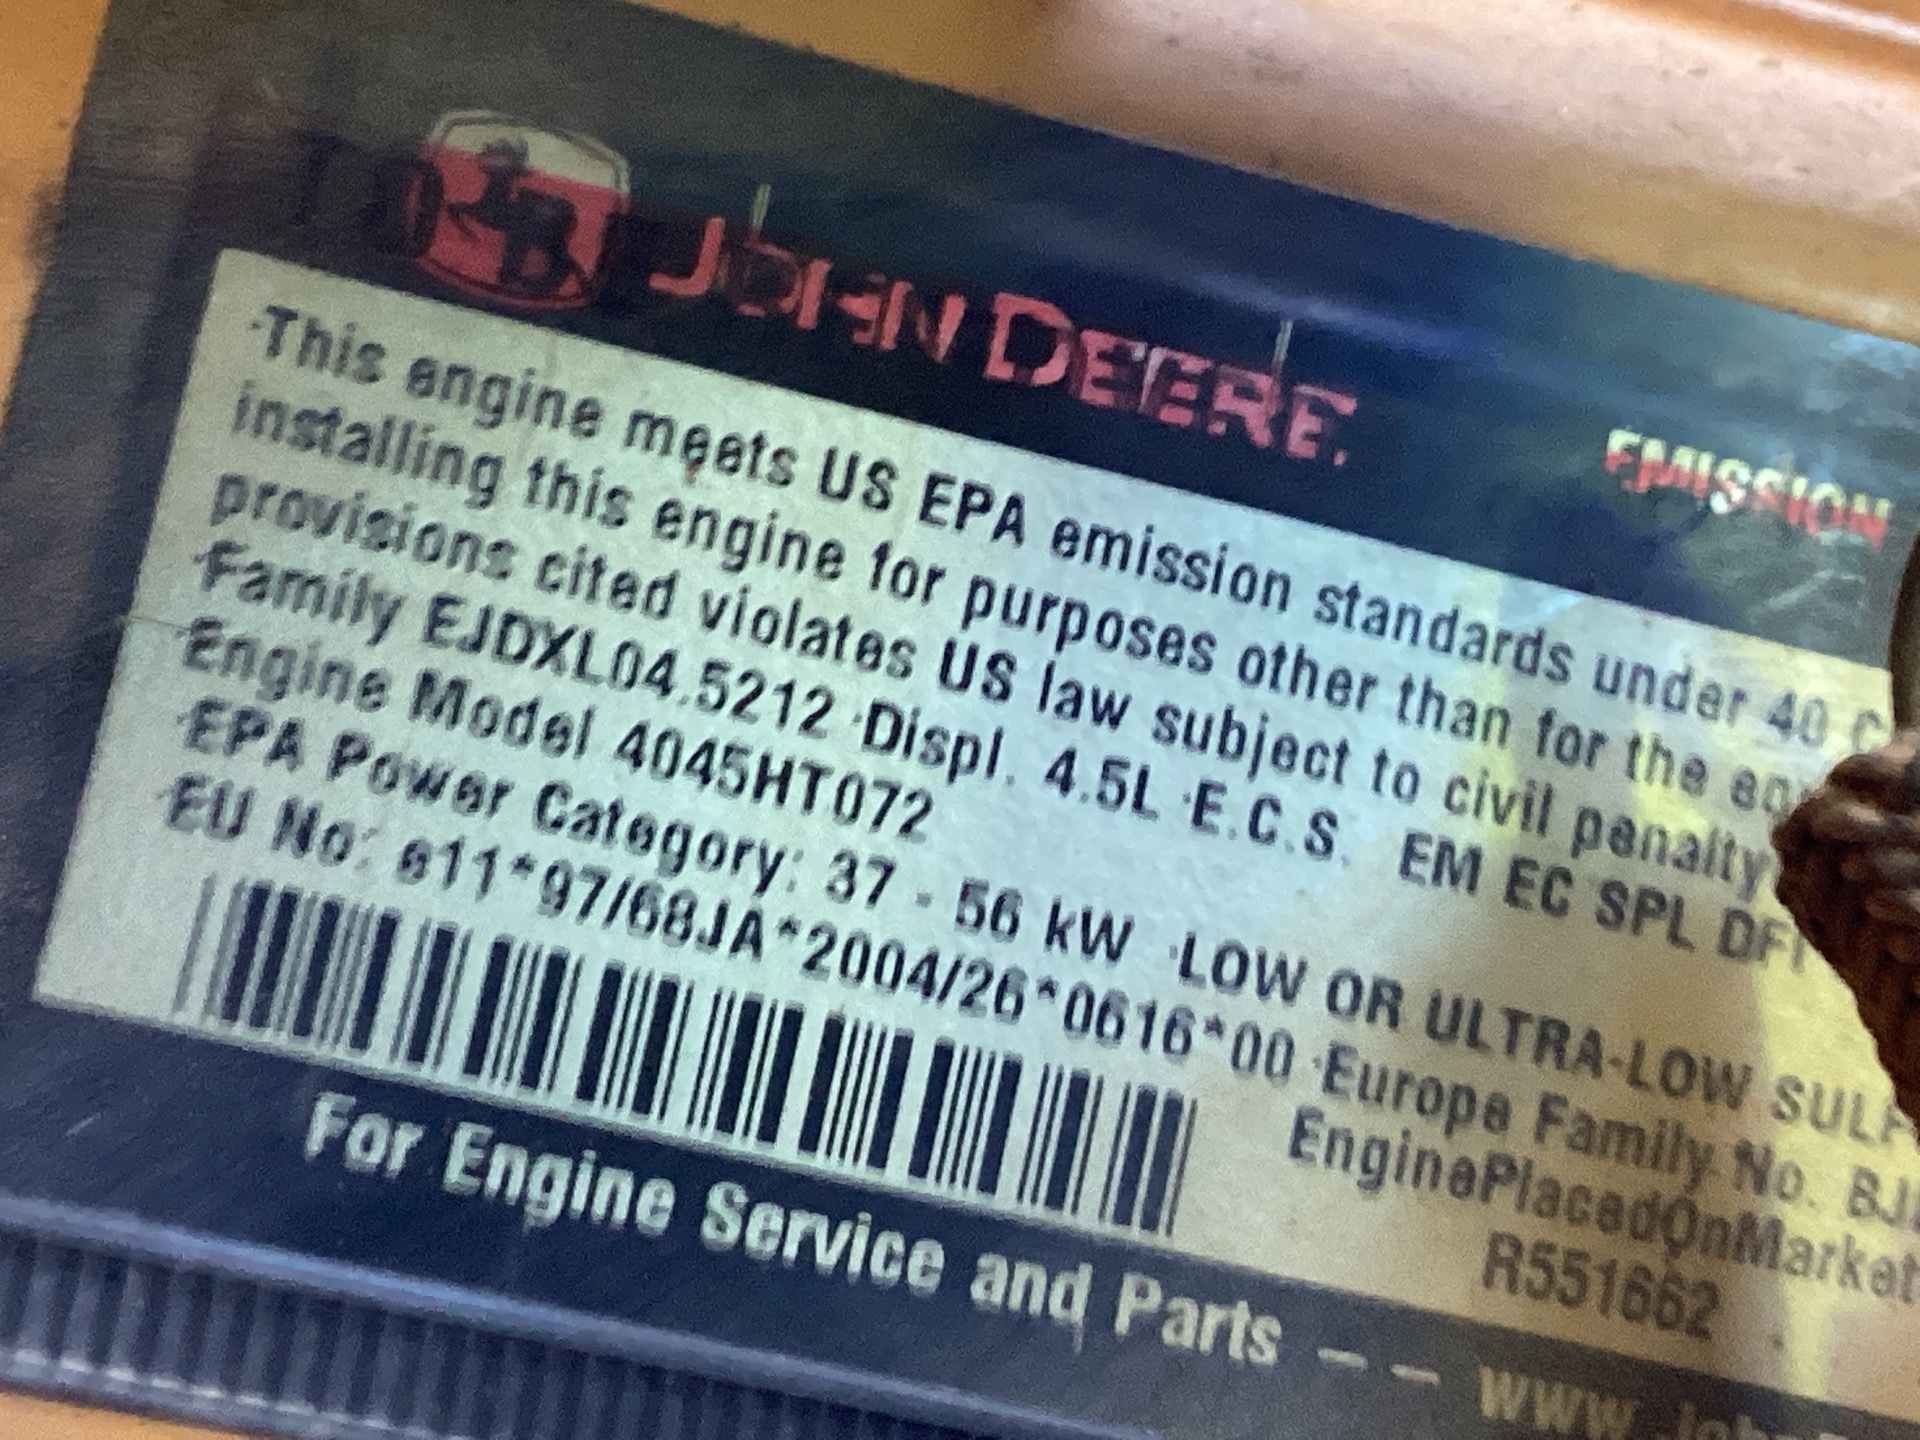 JOHN DEERE
EMISSION
This engine meets US EPA emission standards under 40 C
installing this engine for purposes other than for the
provisions cited violates US law subject to civil penalty
Family EJDXL04.5212 Displ. 4.5L E.C.S. EM EC SPL DFI
Engine Model 4045HT072
EPA Power Category: 37 - 56 kW LOW OR ULTRA-LOW SULF
EU No: e11*97/68JA*2004/26*0616*00 Europe Family No. BJ
EnginePlacedOnMarket
R551662
For Engine Service and Parts -- www.